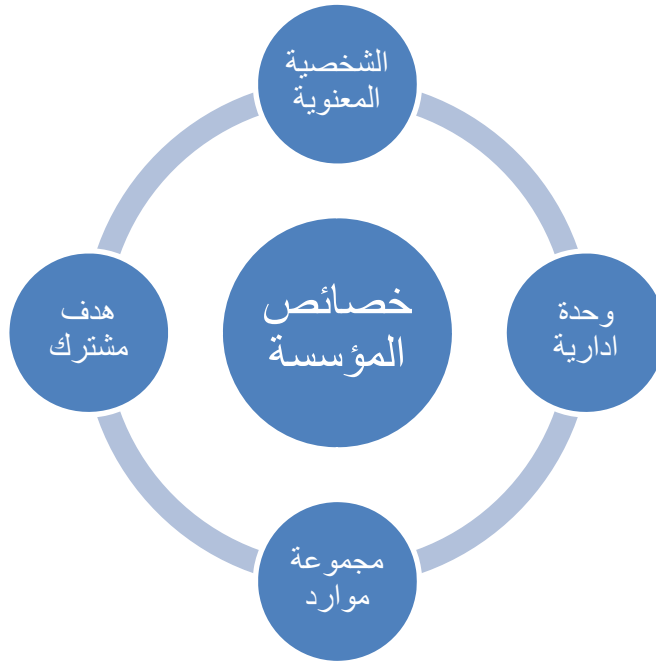 الشخصية
المعنوية
وحدة
ادارية
مجموعة
موارد
هدف
مشترك
خصائص
المؤسسة